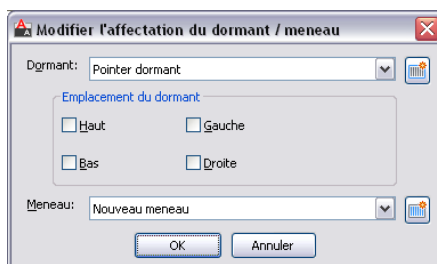 Modifier l'affectation du dormant / meneau
Dormant: Pointer dormant
Emplacement du dormant
Haut Gauche
Bas Droite
Meneau: Nouveau meneau
OK Annuler